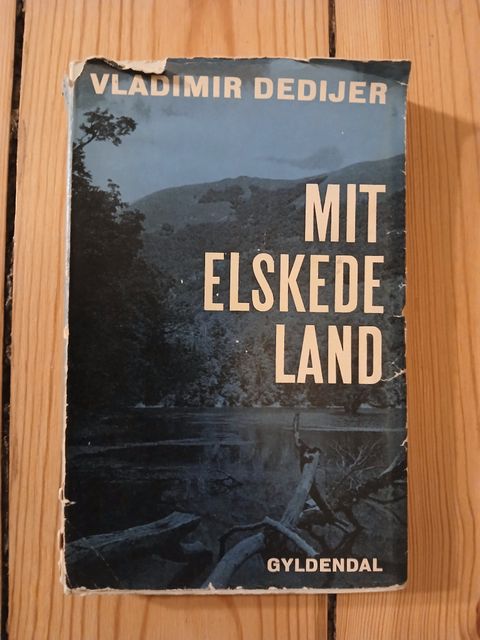 VLADIMIR DEDIJER
MIT
ELSKEDE
LAND
GYLDENDAL